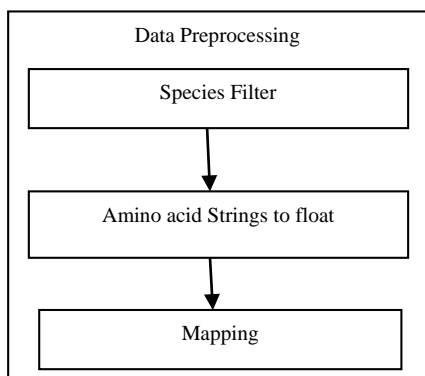 Data Preprocessing
Species Filter
Amino acid Strings to float
Mapping